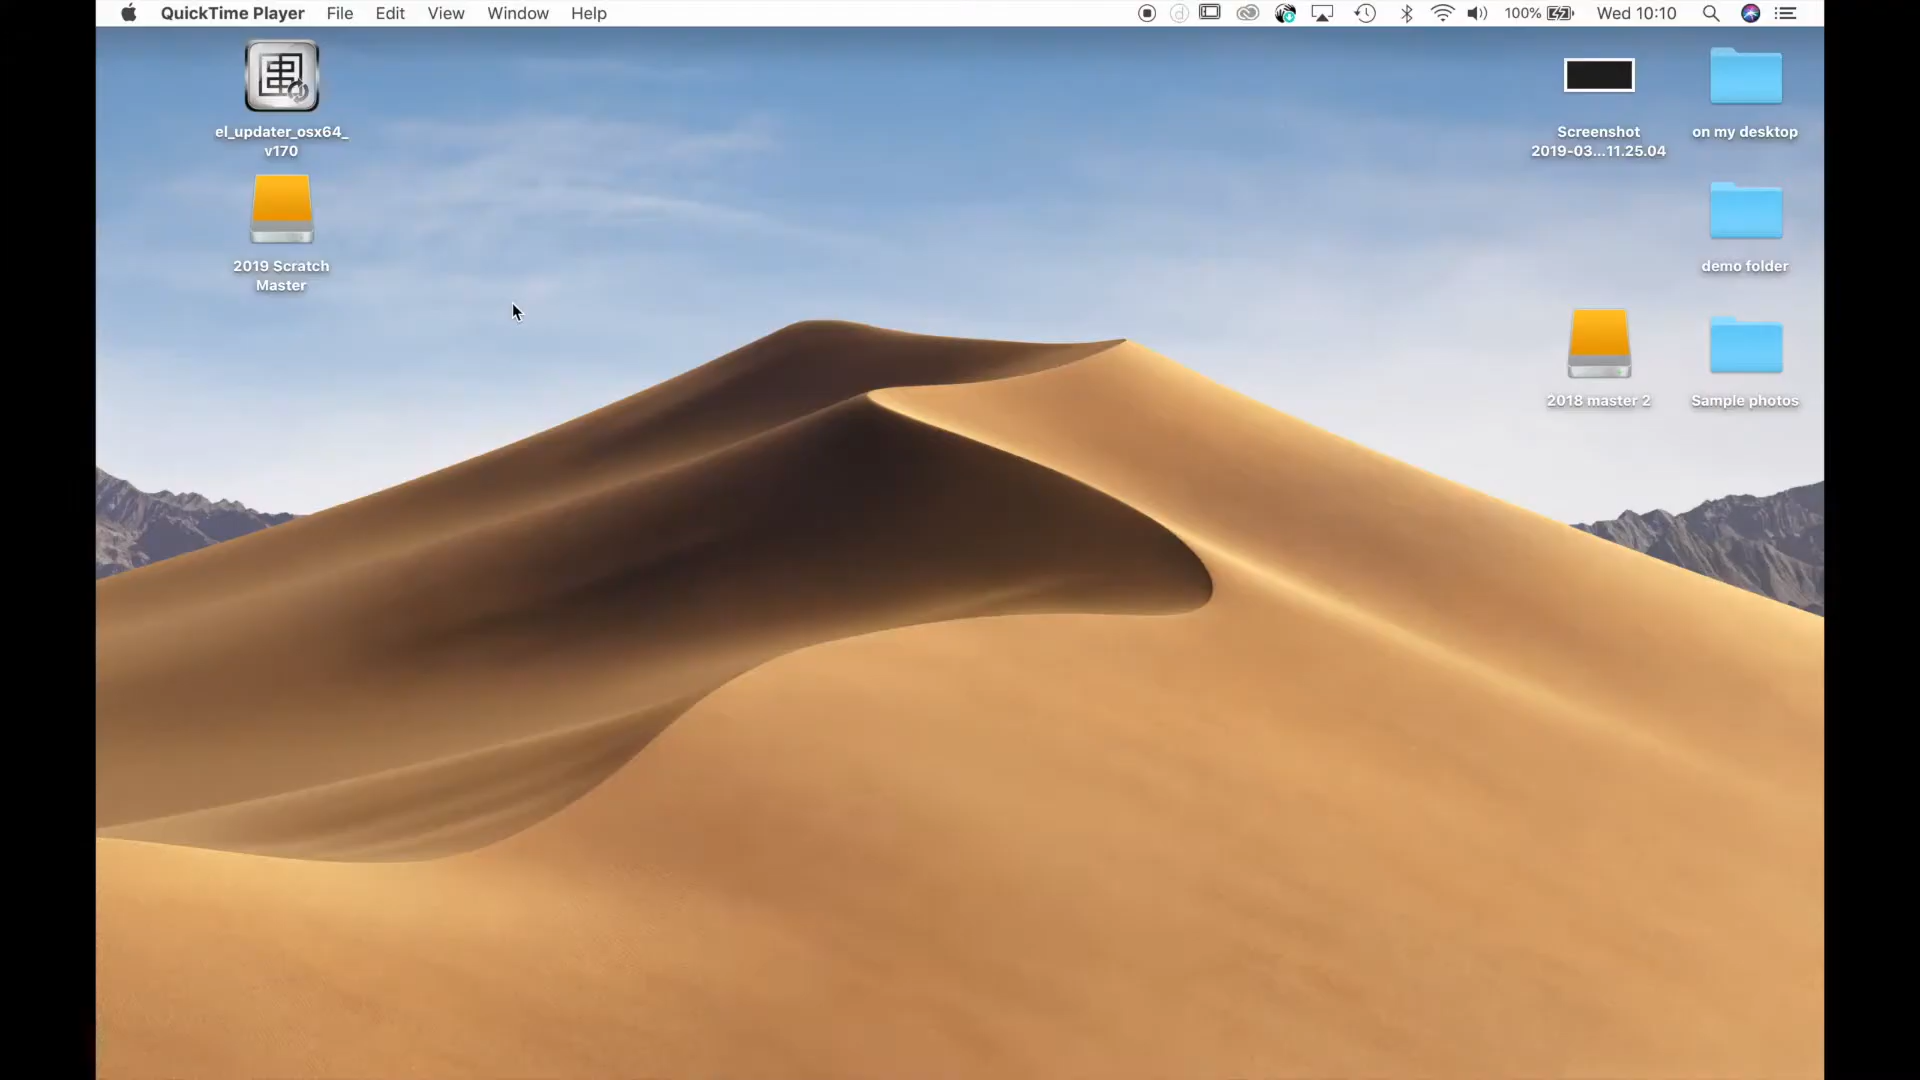 QuickTime Player File Edit View Window Help 100% Wed 10:10
el_updater_osx64_
v170
2019 Scratch
Master
Screenshot
2019-03...11.25.04
on my desktop
demo folder
2018 master 2
Sample photos